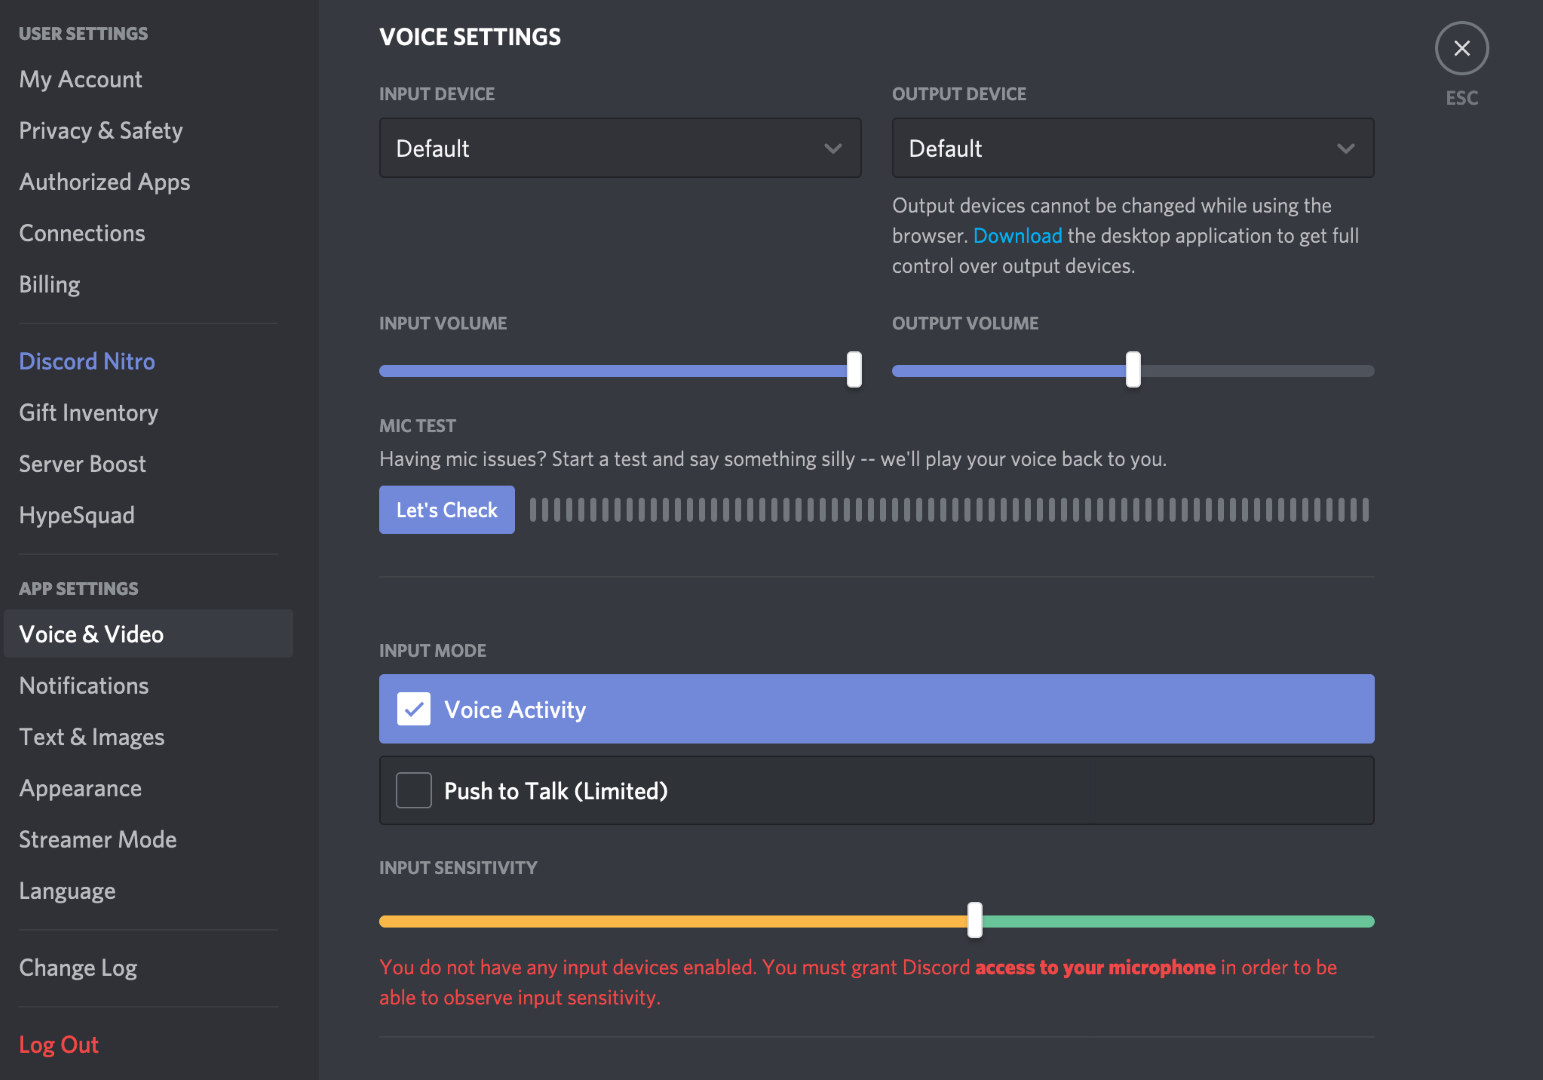 USER SETTINGS
My Account
Privacy & Safety
Authorized Apps
Connections
Billing
Discord Nitro
Gift Inventory
Server Boost
HypeSquad
APP SETTINGS
Voice & Video
Notifications
Text & Images
Appearance
Streamer Mode
Language
Change Log
Log Out
VOICE SETTINGS
INPUT DEVICE
Default
OUTPUT DEVICE
Default
Output devices cannot be changed while using the
browser. Download the desktop application to get full
control over output devices.
INPUT VOLUME
OUTPUT VOLUME
MIC TEST
Having mic issues? Start a test and say something silly -- we'll play your voice back to you.
Let's Check
INPUT MODE
Voice Activity
Push to Talk (Limited)
INPUT SENSITIVITY
You do not have any input devices enabled. You must grant Discord access to your microphone in order to be
able to observe input sensitivity.
ESC